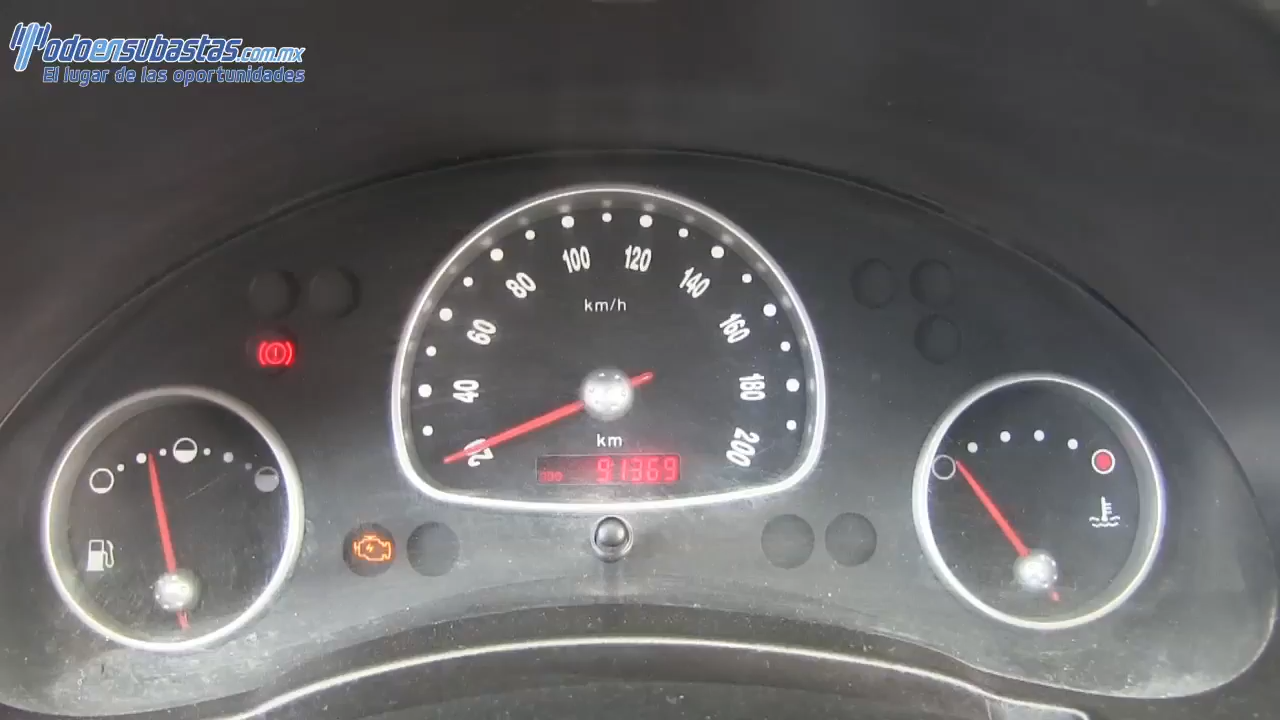 Todoensubastas.com.mx
El lugar de las oportunidades
100 120
80 140
km/h
60 160
40 180
20 200
km
91369